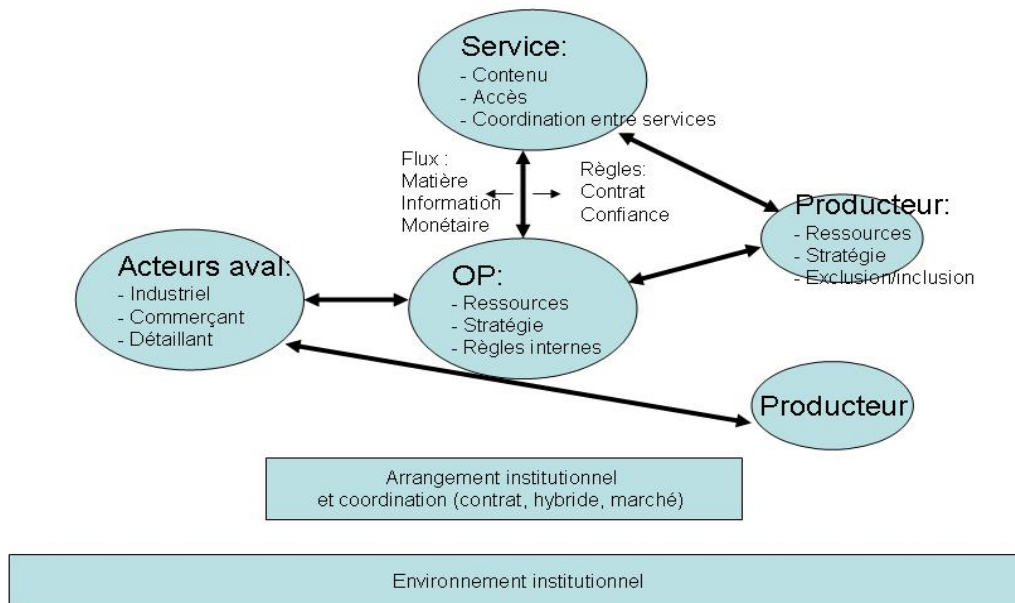 Service:
- Contenu
- Accès
- Coordination entre services
Flux :
Matière
Information
Monétaire
Règles:
Contrat
Confiance
Producteur:
- Ressources
- Stratégie
- Exclusion/inclusion
Acteurs aval:
- Industriel
- Commerçant
- Détaillant
OP:
- Ressources
- Stratégie
- Règles internes
Producteur
Arrangement institutionnel
et coordination (contrat, hybride, marché)
Environnement institutionnel